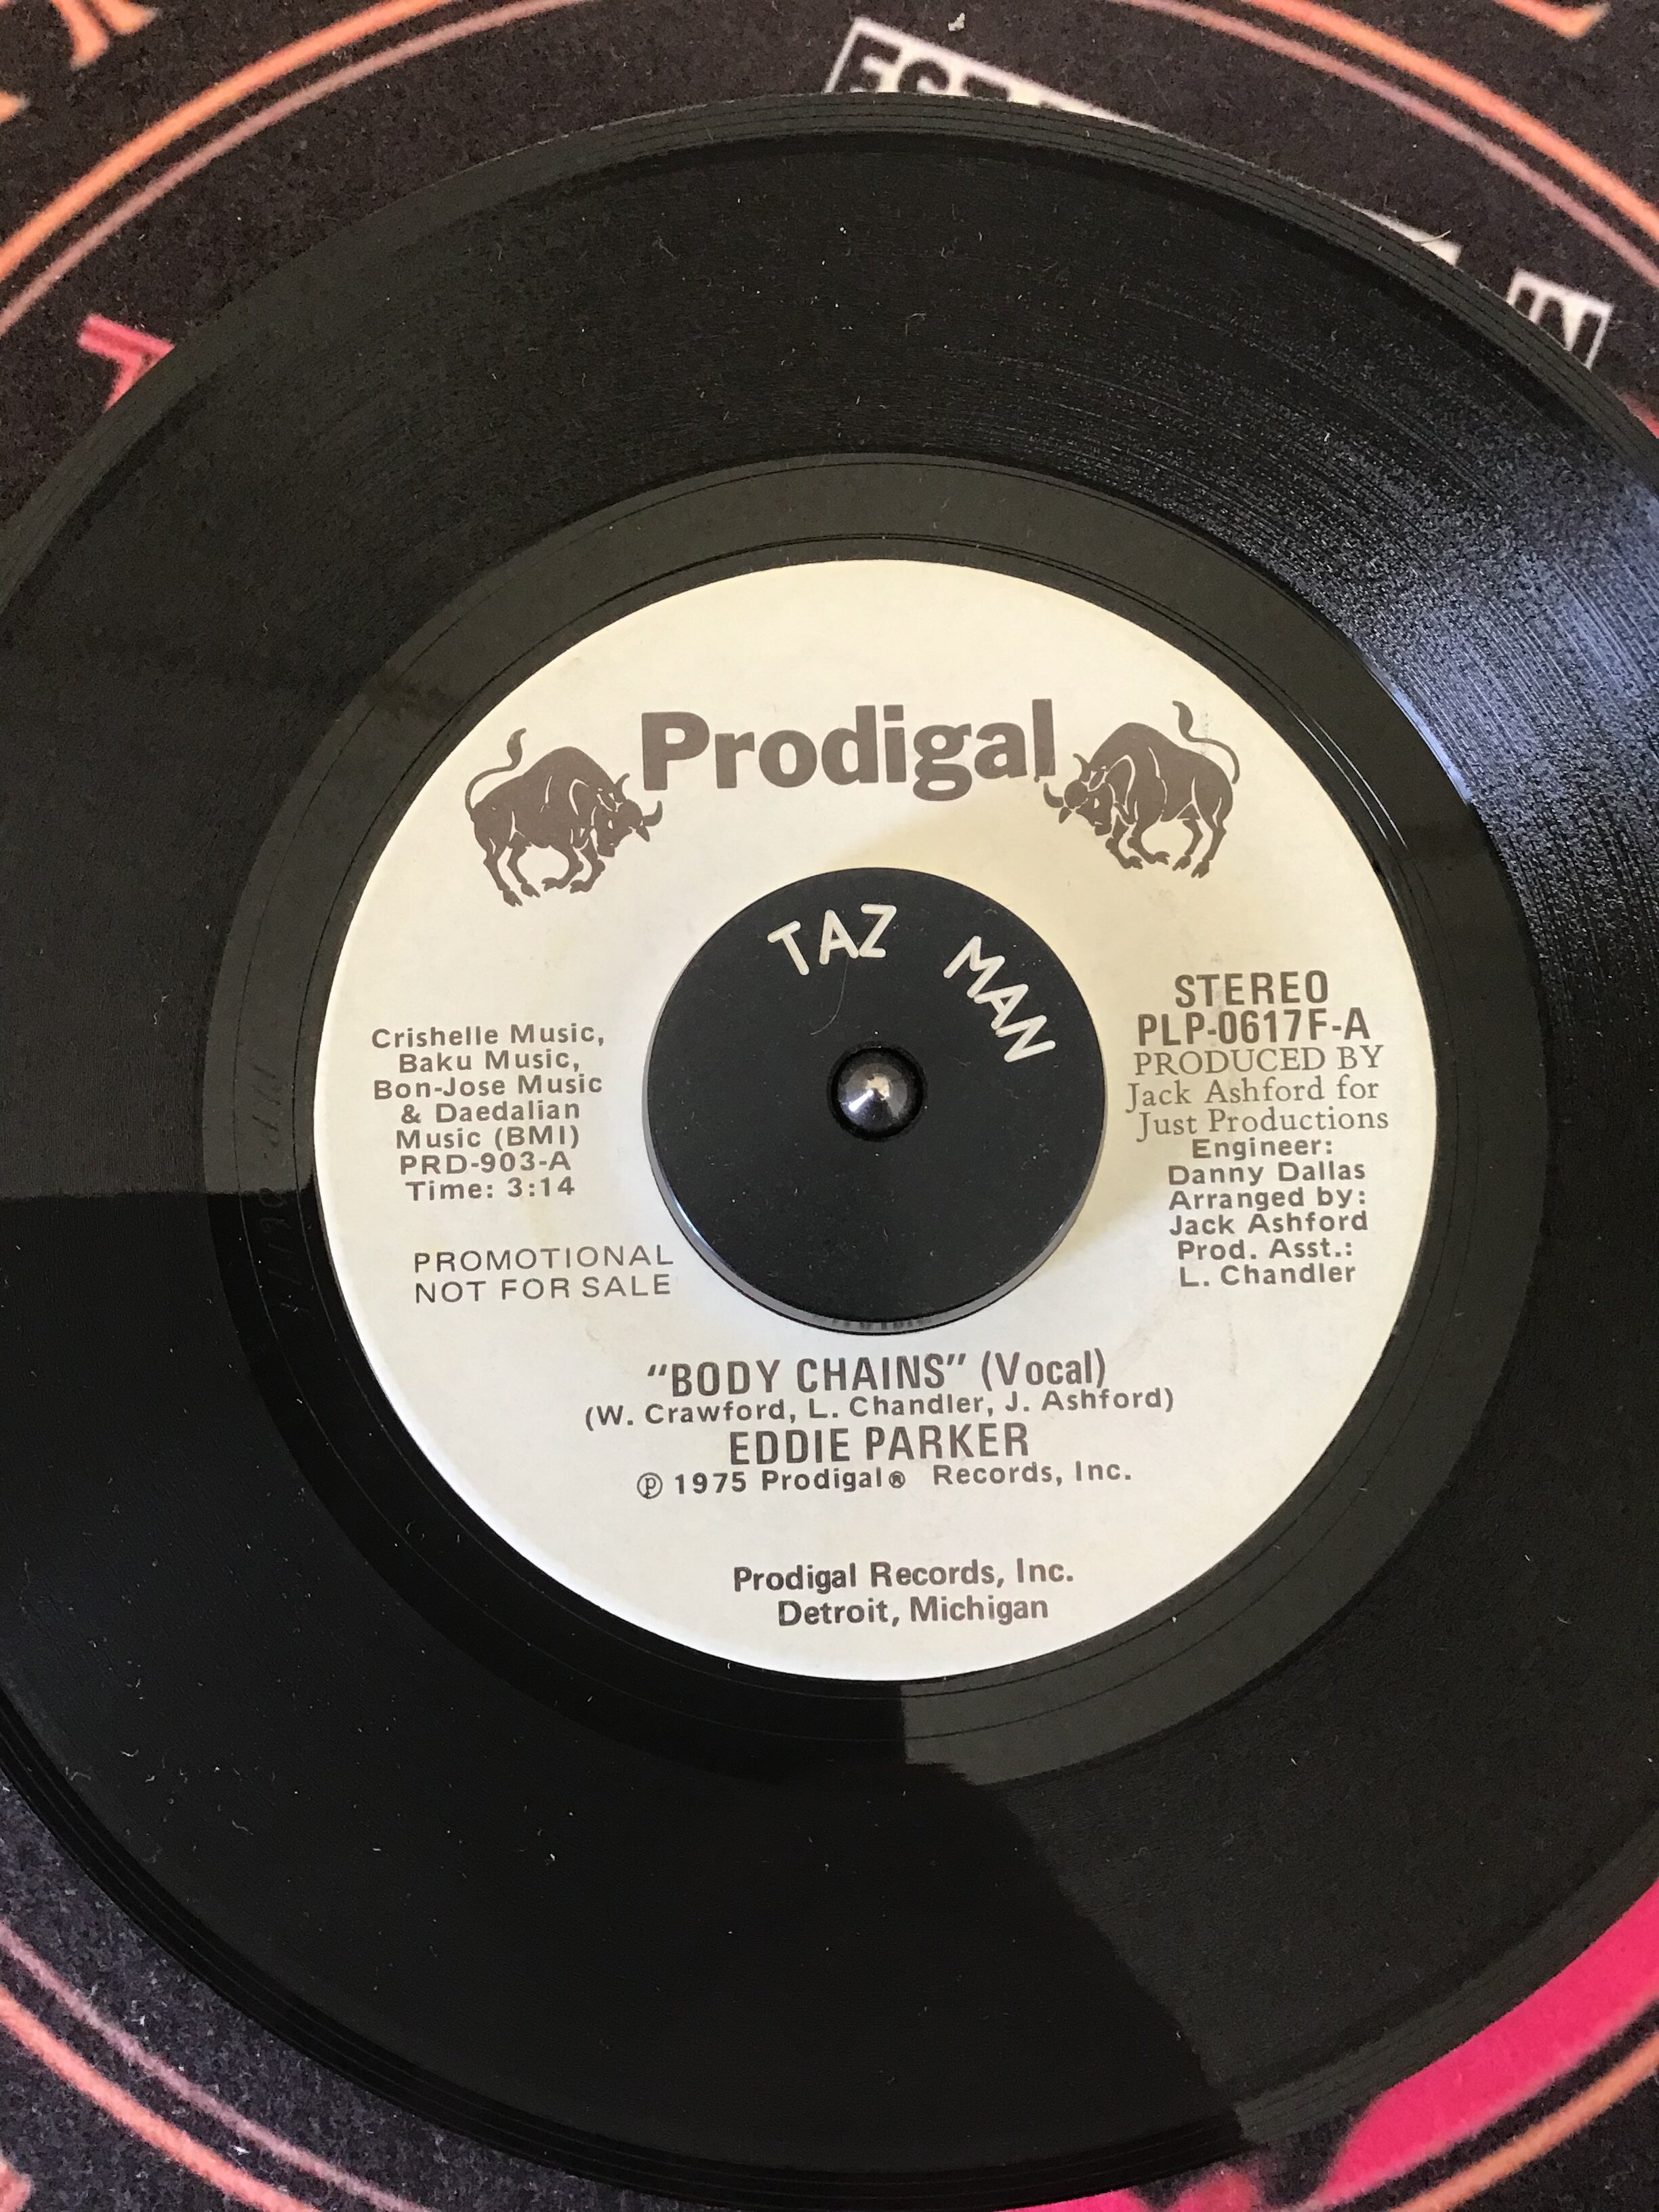 Prodigal
TAZ MAN
Crishelle Music,
Baku Music,
Bon-Jose Music
& Daedalian
Music (BMI)
PRD-903-A
Time: 3:14
PROMOTIONAL
NOT FOR SALE
STEREO
PLP-0617F-A
PRODUCED BY
Jack Ashford for
Just Productions
Engineer:
Danny Dallas
Arranged by:
Jack Ashford
Prod. Asst.:
L. Chandler
"BODY CHAINS" (Vocal)
(W. Crawford, L. Chandler, J. Ashford)
EDDIE PARKER
℗ 1975 Prodigal® Records, Inc.
Prodigal Records, Inc.
Detroit, Michigan